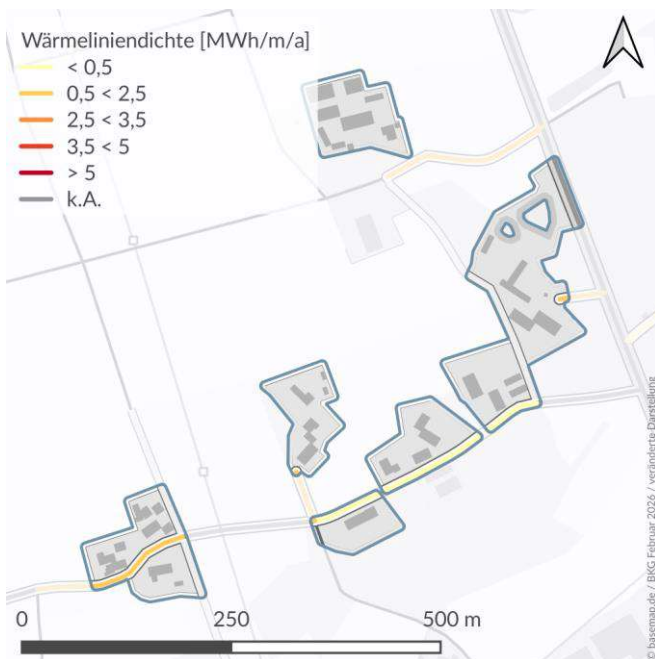 Wärmeliniendichte [MWh/m/a]
< 0,5
0,5 < 2,5
2,5 < 3,5
3,5 < 5
> 5
k.A.
0 250 500 m
© basemap.de / BKG Februar 2026 / veränderte Darstellung